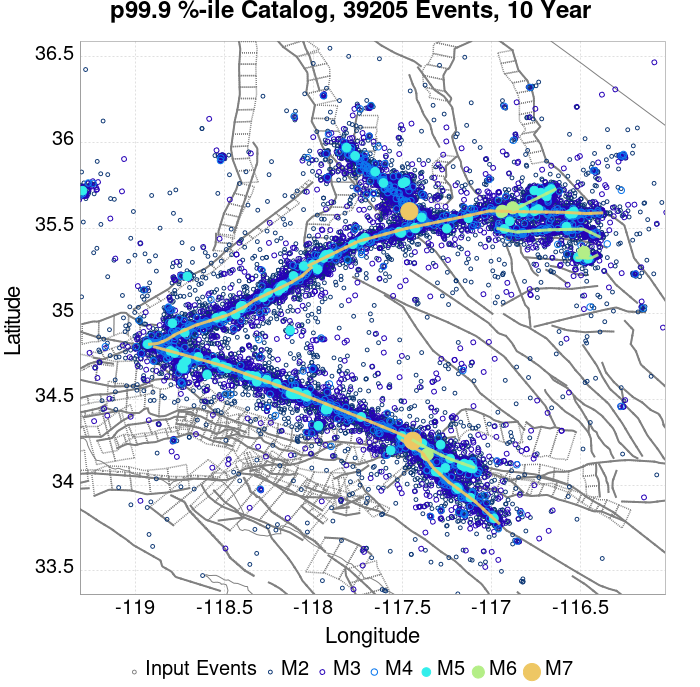 p99.9 %-ile Catalog, 39205 Events, 10 Year
36.5
36
35.5
35
34.5
34
33.5
Latitude
-119 -118.5 -118 -117.5 -117 -116.5
Longitude
Input Events M2 M3 M4 M5 M6 M7